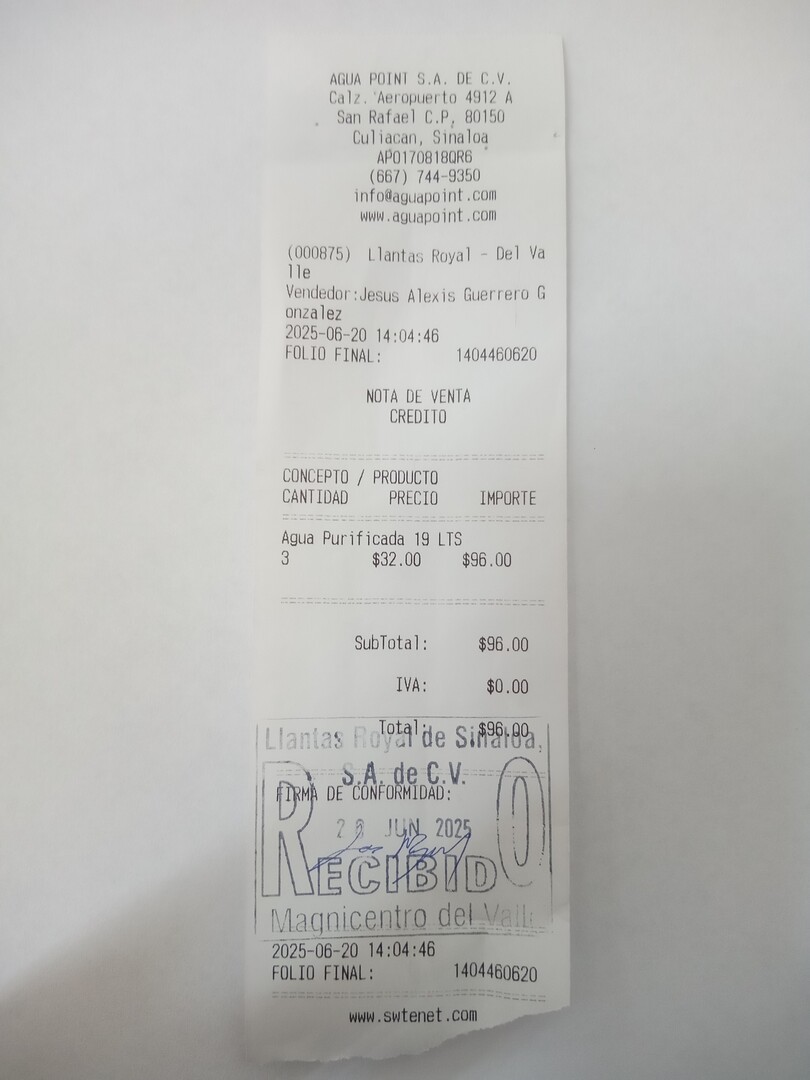 AGUA POINT S.A. DE C.V.
Calz. Aeropuerto 4912 A
San Rafael C.P. 80150
Culiacan, Sinaloa
APO170818QR6
(667) 744-9350
info@aguapoint.com
www.aguapoint.com
(000875) Llantas Royal - Del Va
lle
Vendedor:Jesus Alexis Guerrero G
onzalez
2025-06-20 14:04:46
FOLIO FINAL: 1404460620
NOTA DE VENTA
CREDITO
CONCEPTO / PRODUCTO
CANTIDAD PRECIO IMPORTE
Agua Purificada 19 LTS
3 $32.00 $96.00
SubTotal: $96.00
IVA: $0.00
Total: $96.00
Llantas Royal de Sinaloa,
S.A. de C.V.
FIRMA DE CONFORMIDAD:
JUN 2025
RECIBIDO
Magnicentro del Valle
2025-06-20 14:04:46
FOLIO FINAL: 1404460620
www.swtenet.com